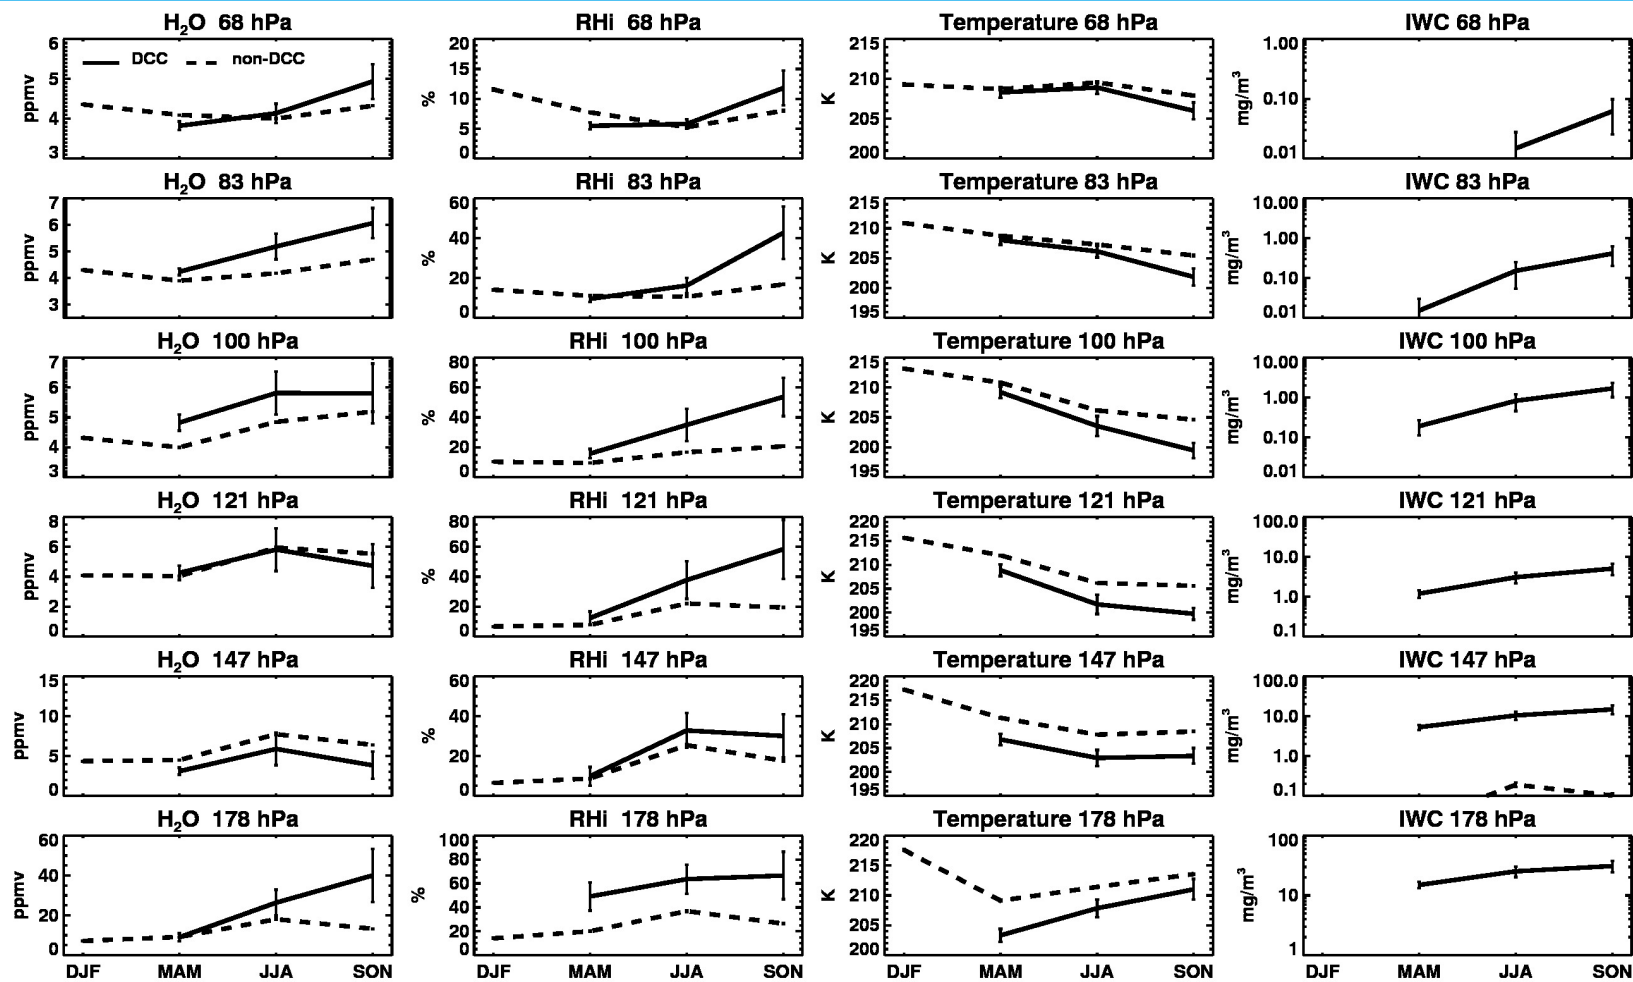 H2O 68 hPa
RHi 68 hPa
Temperature 68 hPa
IWC 68 hPa
ppmv
6
5
4
3
DCC
non-DCC
%
20
15
10
5
0
K
215
210
205
200
mg/m³
1.00
0.10
0.01
H2O 83 hPa
RHi 83 hPa
Temperature 83 hPa
IWC 83 hPa
ppmv
7
6
5
4
3
%
60
40
20
0
K
215
210
205
200
195
mg/m³
10.00
1.00
0.10
0.01
H2O 100 hPa
RHi 100 hPa
Temperature 100 hPa
IWC 100 hPa
ppmv
7
6
5
4
3
%
80
60
40
20
0
K
215
210
205
200
195
mg/m³
10.00
1.00
0.10
0.01
H2O 121 hPa
RHi 121 hPa
Temperature 121 hPa
IWC 121 hPa
ppmv
8
6
4
2
0
%
80
60
40
20
0
K
220
215
210
205
200
195
mg/m³
100.0
10.0
1.0
0.1
H2O 147 hPa
RHi 147 hPa
Temperature 147 hPa
IWC 147 hPa
ppmv
15
10
5
0
%
60
40
20
0
K
220
215
210
205
200
195
mg/m³
100.0
10.0
1.0
0.1
H2O 178 hPa
RHi 178 hPa
Temperature 178 hPa
IWC 178 hPa
ppmv
60
40
20
0
%
100
80
60
40
20
0
K
220
215
210
205
200
mg/m³
100
10
1
DJF MAM JJA SON
DJF MAM JJA SON
DJF MAM JJA SON
DJF MAM JJA SON